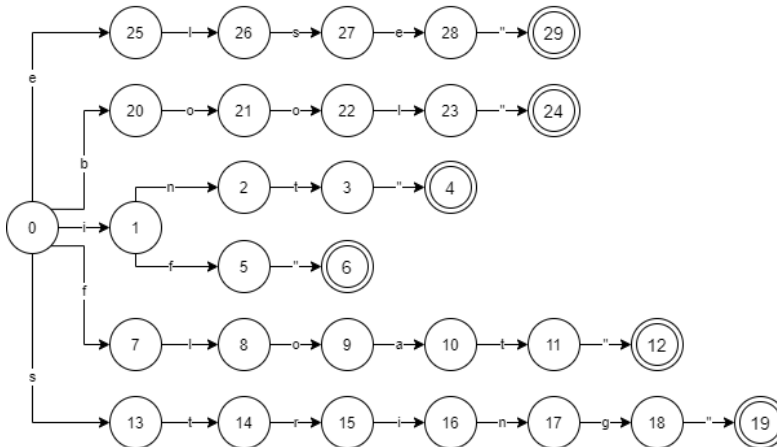 25 l 26 s 27 e 28 " 29
e
20 o 21 o 22 l 23 " 24
b
n 2 t 3 " 4
0 i 1
f 5 " 6
f
7 l 8 o 9 a 10 t 11 " 12
s
13 t 14 r 15 i 16 n 17 g 18 " 19